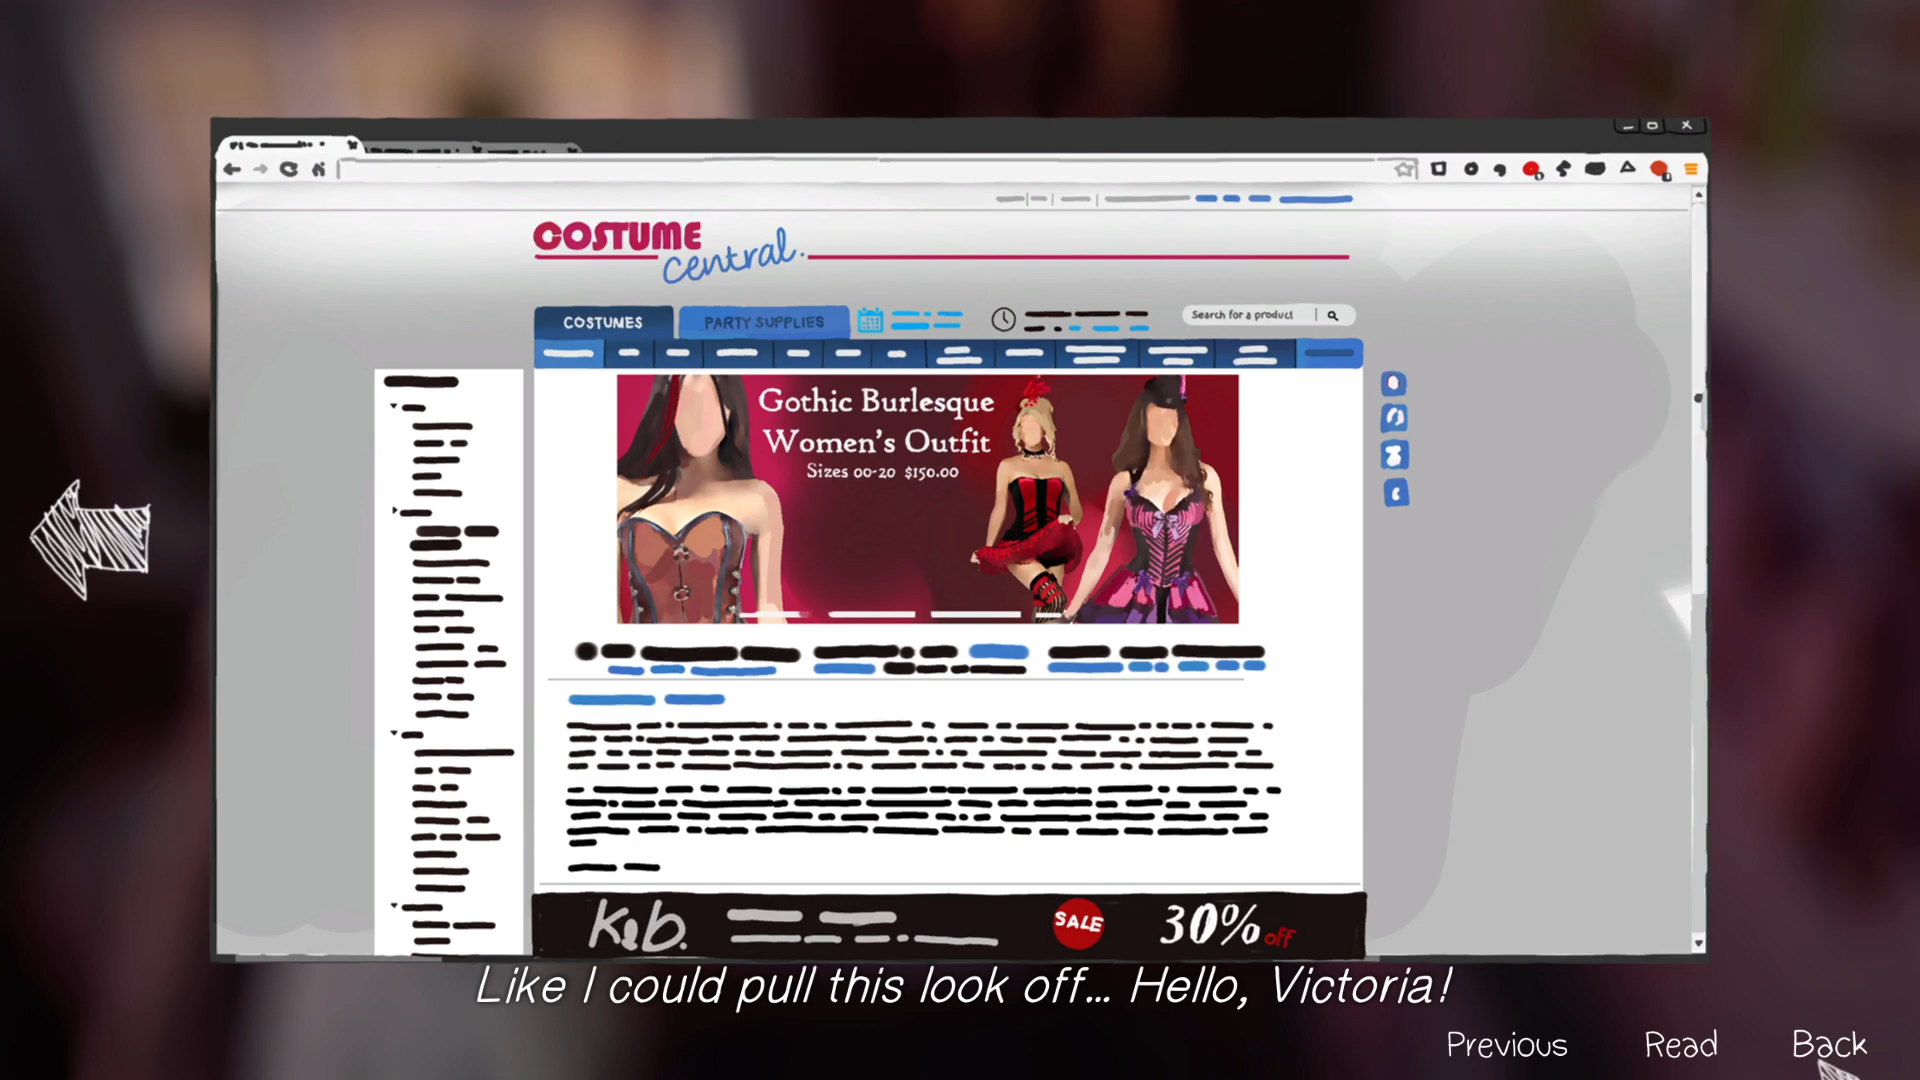 COSTUME
central.
COSTUNES
PARTY SUPPLIES
Search for a product
Gothic Burlesque
Women's Outfit
Sizes 00-20 $150.00
K&b.
SALE
30% off
Like I could pull this look off... Hello, Victoria!
Previous
Read
Back